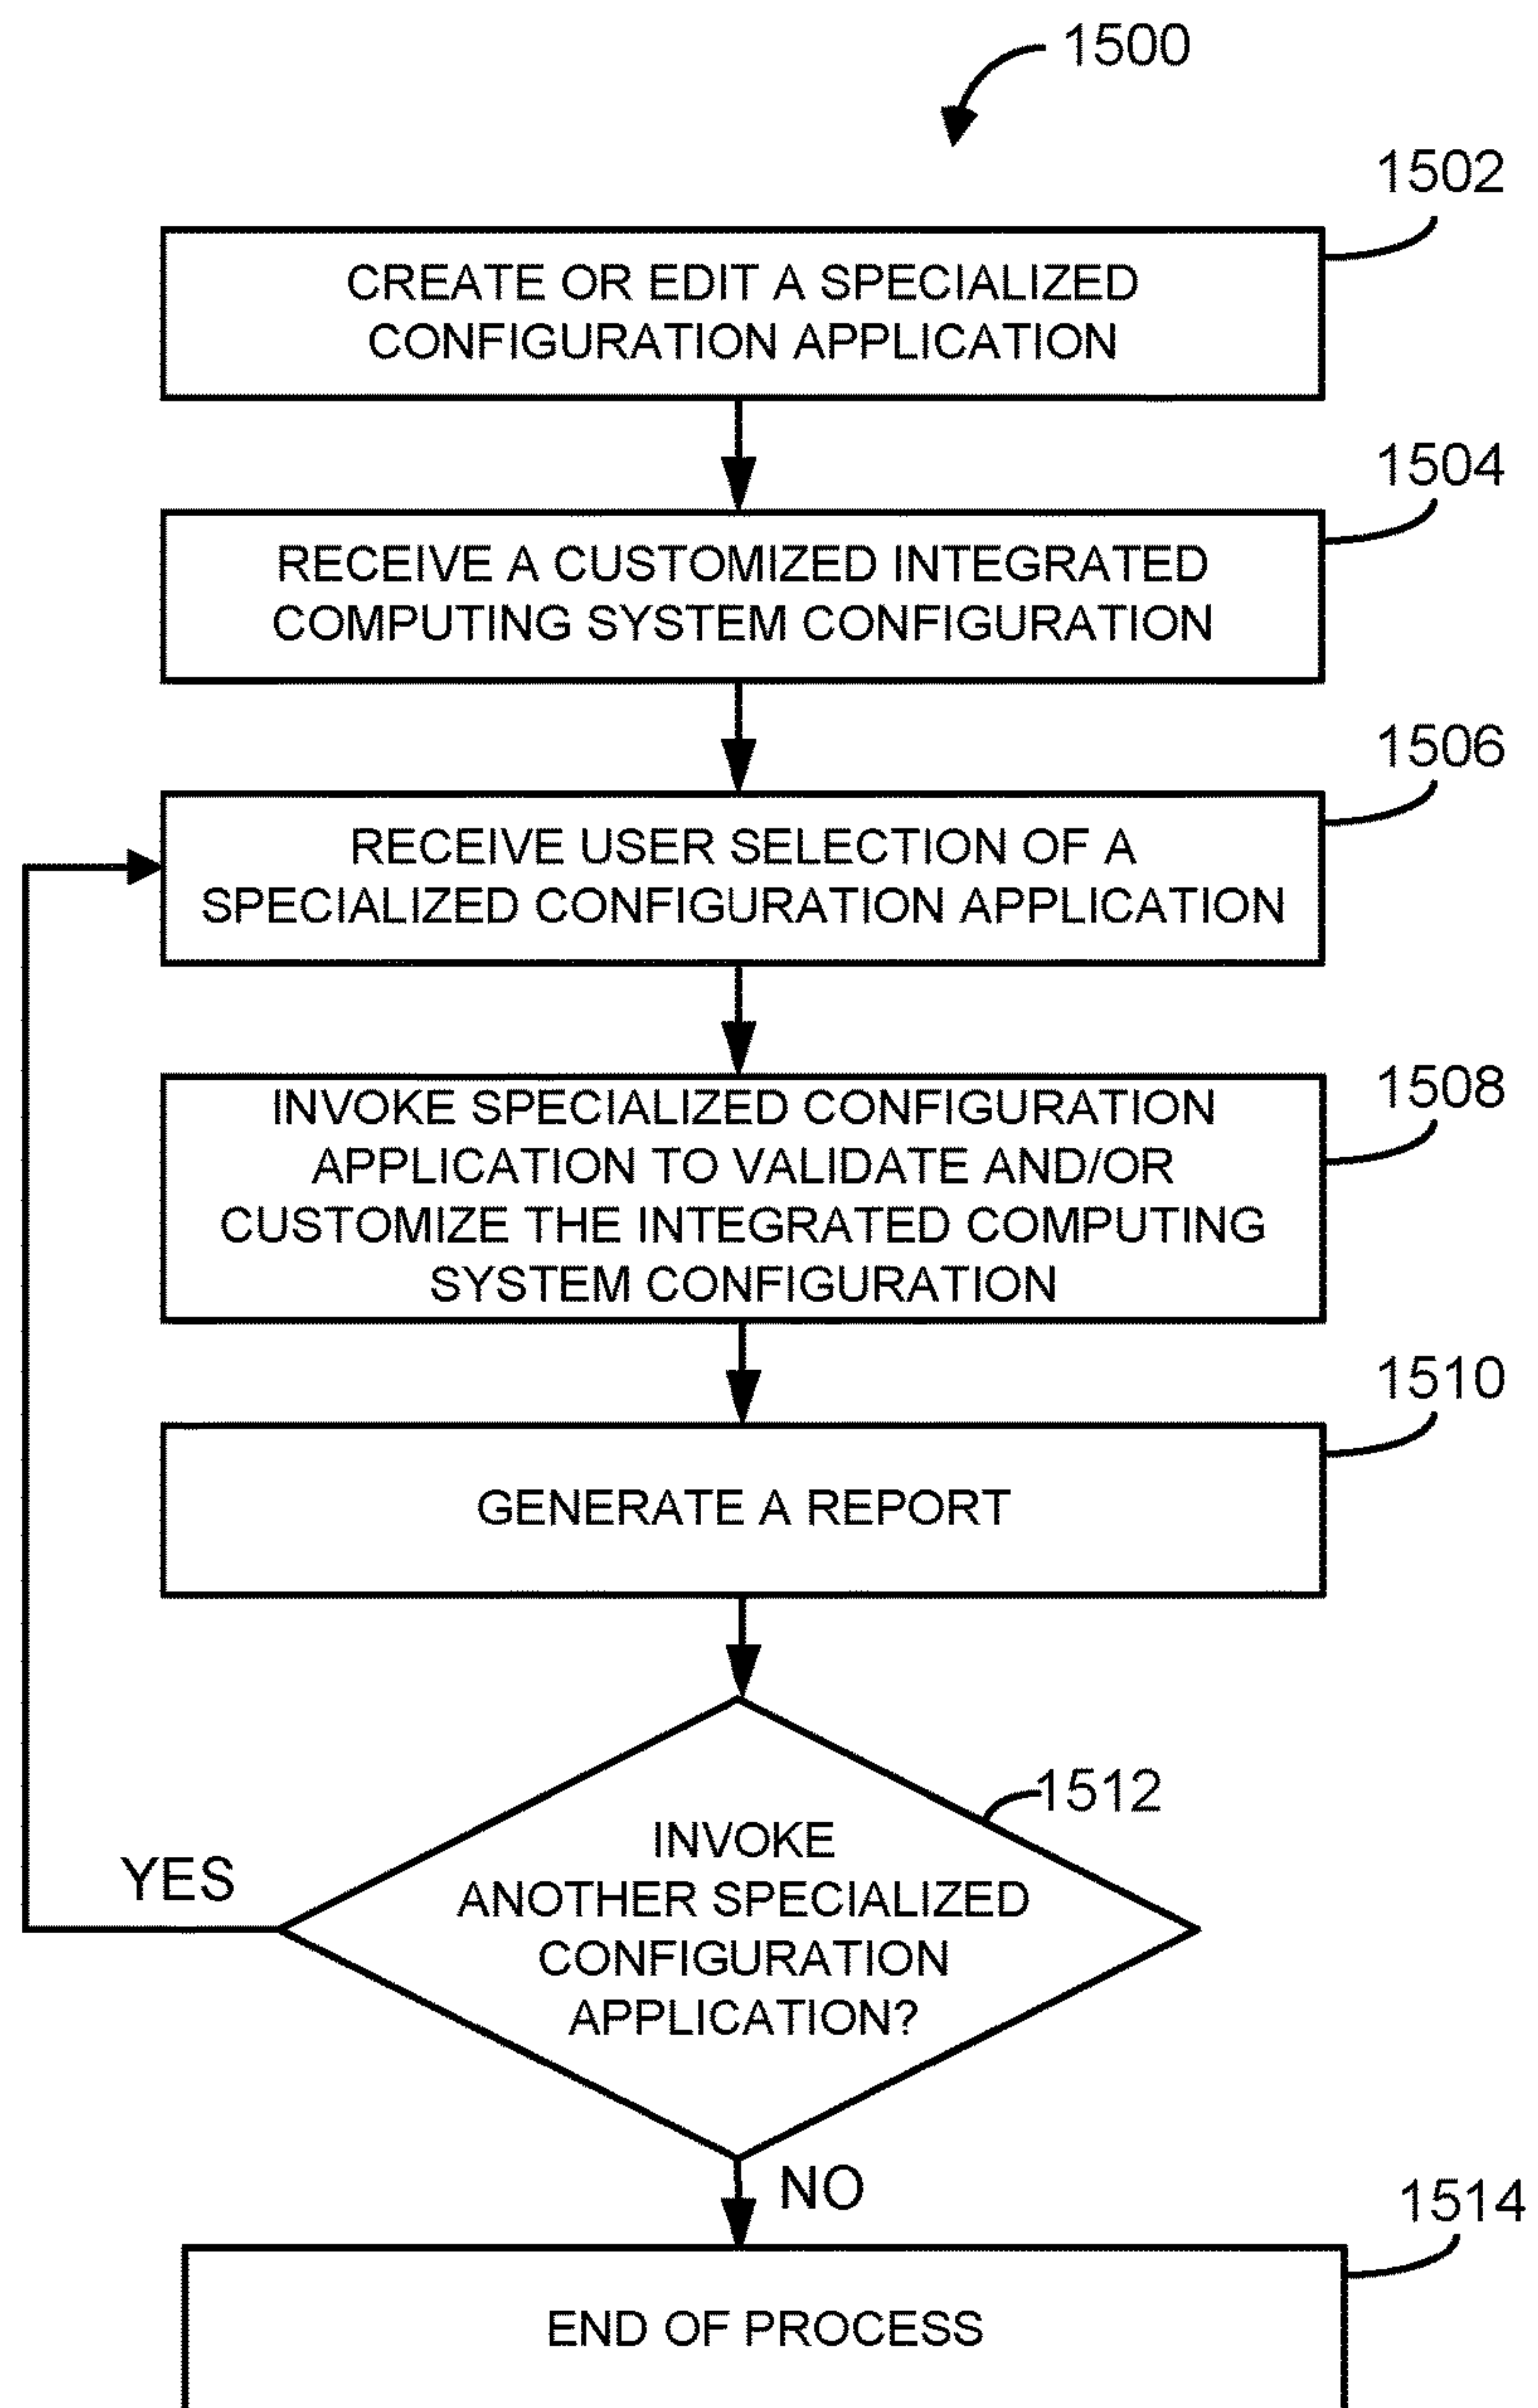 1500
1502
CREATE OR EDIT A SPECIALIZED
CONFIGURATION APPLICATION
1504
RECEIVE A CUSTOMIZED INTEGRATED
COMPUTING SYSTEM CONFIGURATION
1506
RECEIVE USER SELECTION OF A
SPECIALIZED CONFIGURATION APPLICATION
1508
INVOKE SPECIALIZED CONFIGURATION
APPLICATION TO VALIDATE AND/OR
CUSTOMIZE THE INTEGRATED COMPUTING
SYSTEM CONFIGURATION
1510
GENERATE A REPORT
1512
INVOKE
ANOTHER SPECIALIZED
CONFIGURATION
APPLICATION?
YES
NO
1514
END OF PROCESS